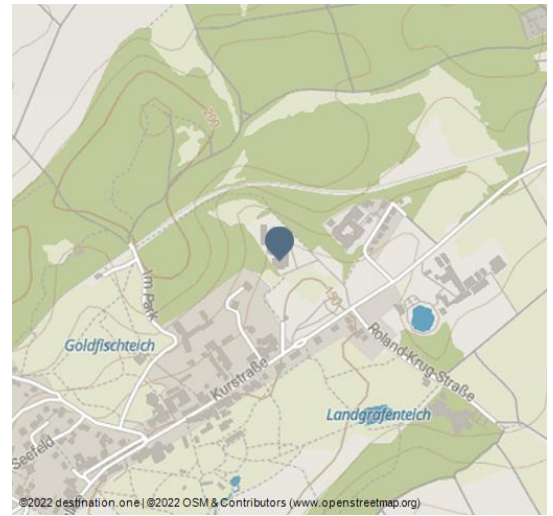 200
Im Park
Goldfischteich
Kurstraße
Roland-Krug-Straße
Landgrafenteich
Seefeld
©2022 destination.one | ©2022 OSM & Contributors (www.openstreetmap.org)